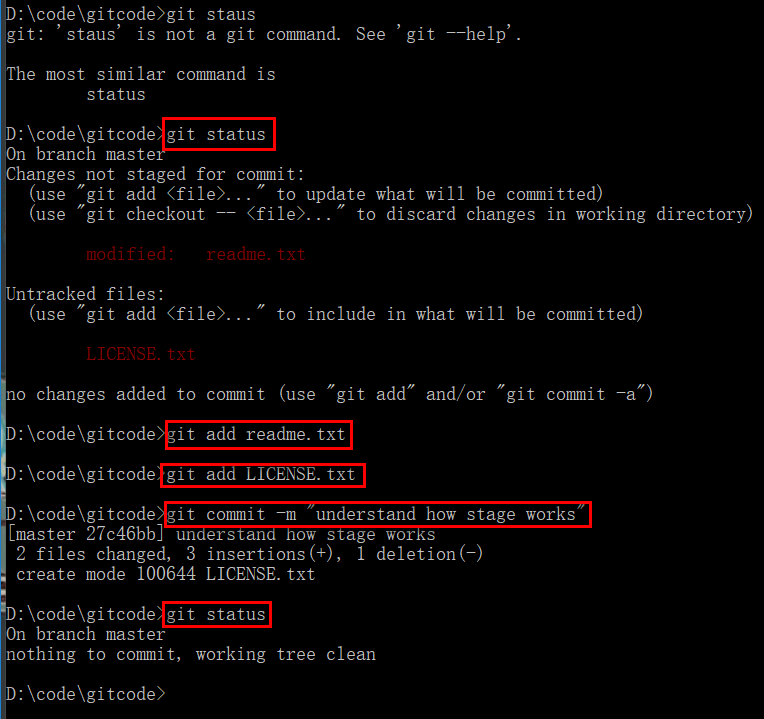 D:\code\gitcode>git staus
git: 'staus' is not a git command. See 'git --help'.
The most similar command is
status
D:\code\gitcode>git status
On branch master
Changes not staged for commit:
(use "git add <file>..." to update what will be committed)
(use "git checkout -- <file>..." to discard changes in working directory)
modified: readme.txt
Untracked files:
(use "git add <file>..." to include in what will be committed)
LICENSE.txt
no changes added to commit (use "git add" and/or "git commit -a")
D:\code\gitcode>git add readme.txt
D:\code\gitcode>git add LICENSE.txt
D:\code\gitcode>git commit -m "understand how stage works"
[master 27c46bb] understand how stage works
2 files changed, 3 insertions(+), 1 deletion(-)
create mode 100644 LICENSE.txt
D:\code\gitcode>git status
On branch master
nothing to commit, working tree clean
D:\code\gitcode>